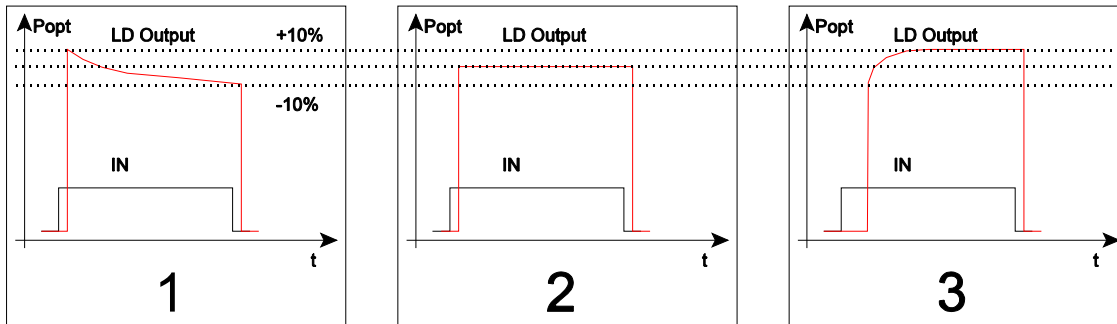 Popt LD Output +10%
-10%
IN
t
1
Popt LD Output
IN
t
2
Popt LD Output
IN
t
3